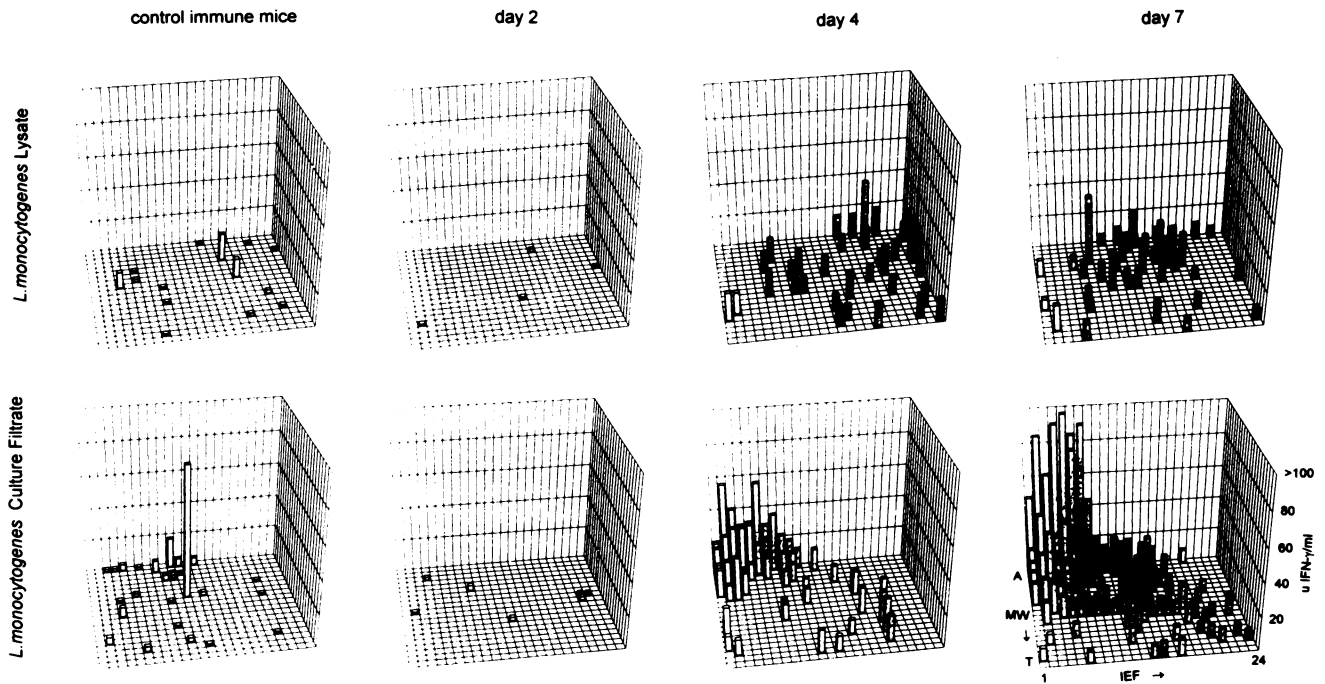 control immune mice
day 2
day 4
day 7
L.monocytogenes Lysate
L.monocytogenes Culture Filtrate
>100
80
60
40
20
u IFN-γ/ml
A
MW
↓
T
1
IEF →
24